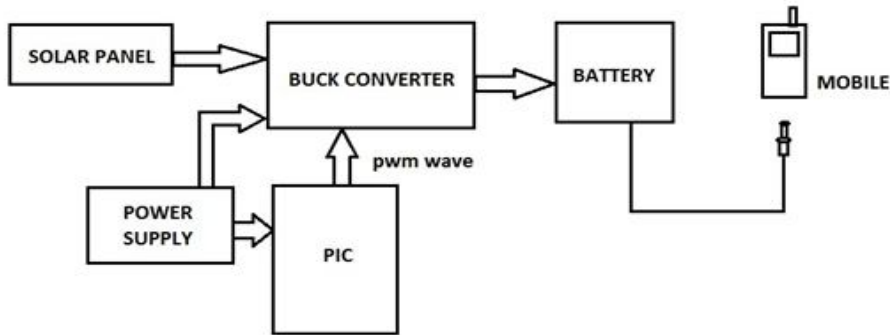 SOLAR PANEL
BUCK CONVERTER
BATTERY
MOBILE
pwm wave
POWER
SUPPLY
PIC